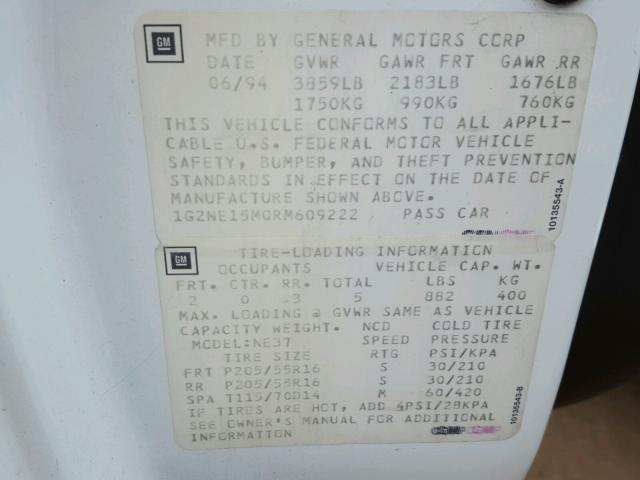 GM
MFD BY GENERAL MOTORS CORP
DATE GVWR GAWR FRT GAWR RR
06/94 3859LB 2183LB 1676LB
1750KG 990KG 760KG
THIS VEHICLE CONFORMS TO ALL APPLI-
CABLE U.S. FEDERAL MOTOR VEHICLE
SAFETY, BUMPER, AND THEFT PREVENTION
STANDARDS IN EFFECT ON THE DATE OF
MANUFACTURE SHOWN ABOVE.
1G2NE15M0RM609222 PASS CAR
10135543-A
GM
TIRE-LOADING INFORMATION
OCCUPANTS VEHICLE CAP. WT.
FRT. CTR. RR. TOTAL LBS KG
2 0 3 5 882 400
MAX. LOADING @ GVWR SAME AS VEHICLE
CAPACITY WEIGHT. NCD COLD TIRE
MODEL:NE37 SPEED PRESSURE
TIRE SIZE RTG PSI/KPA
FRT P205/55R16 S 30/210
RR P205/55R16 S 30/210
SPA T115/70D14 M 60/420
IF TIRES ARE HOT, ADD 4PSI/28KPA
SEE OWNER'S MANUAL FOR ADDITIONAL
INFORMATION
10135543-B